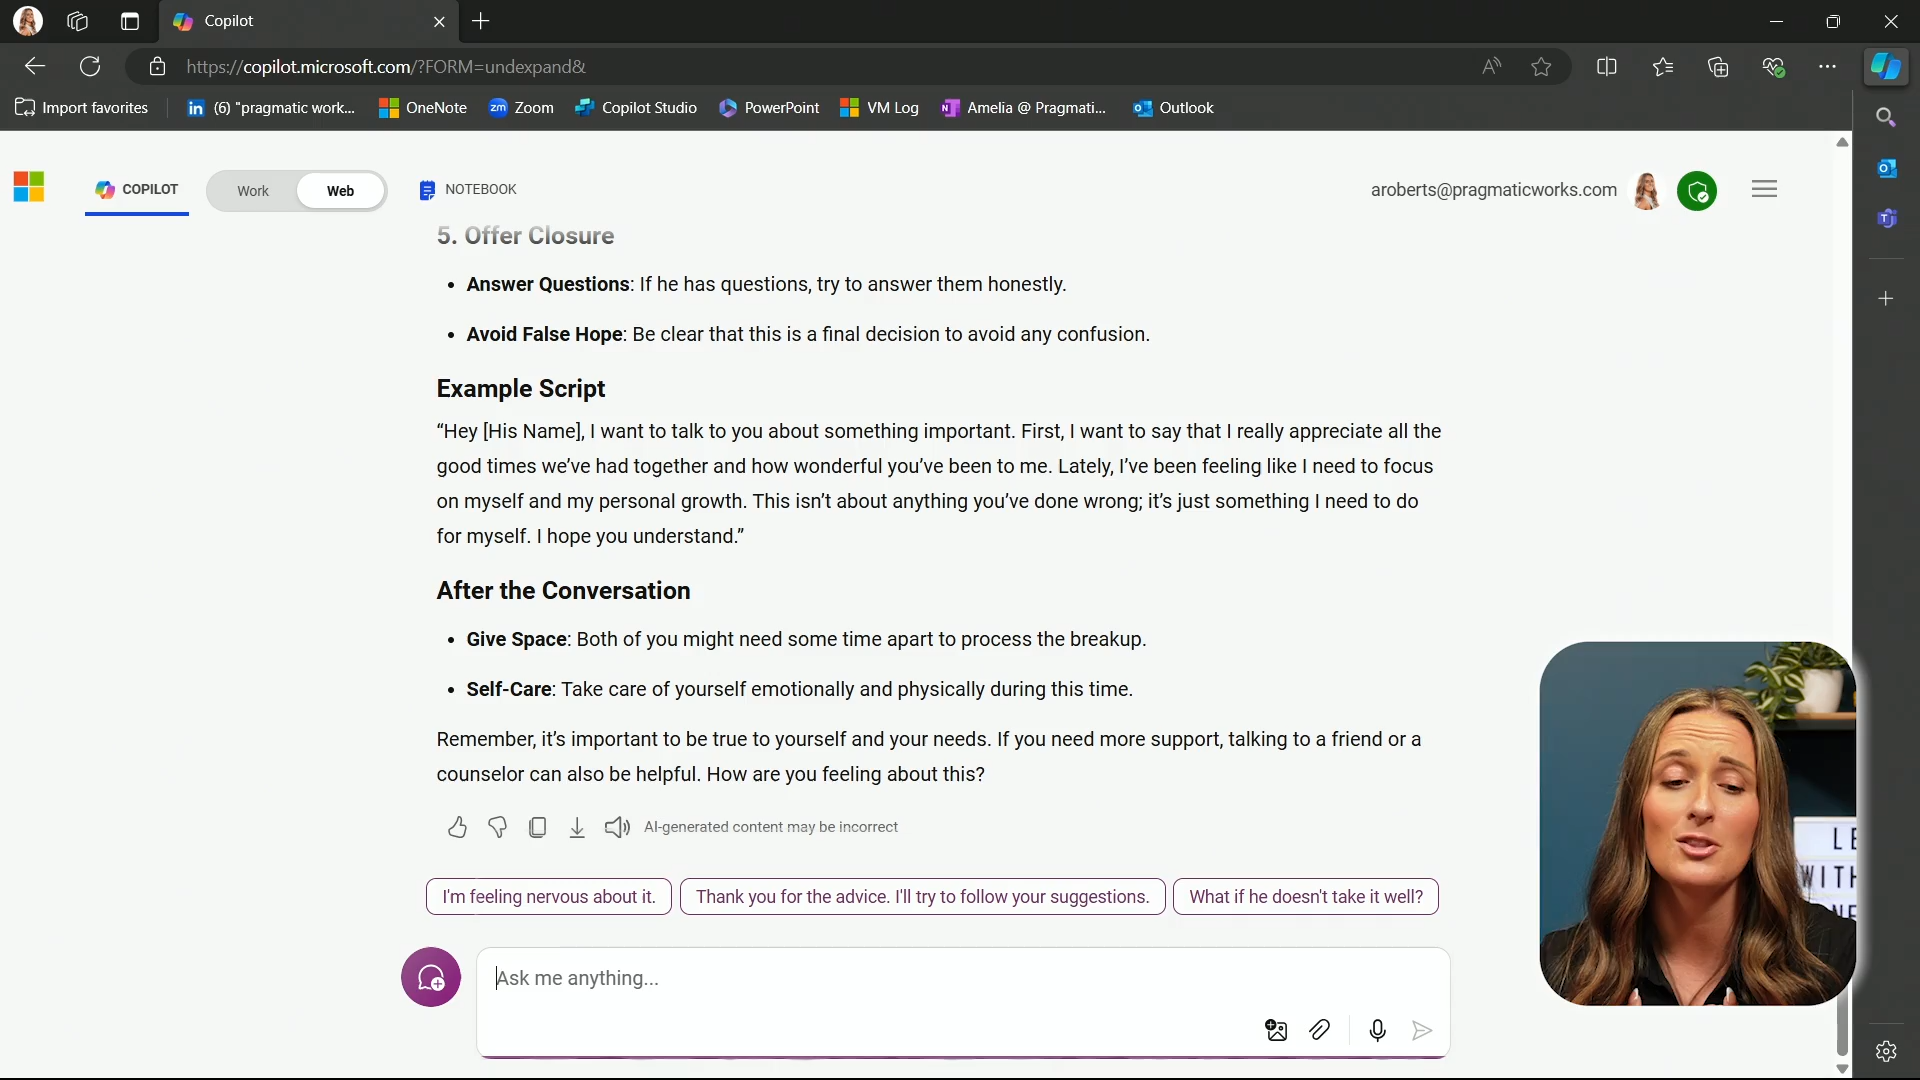 Copilot
https://copilot.microsoft.com/?FORM=undexpand&
Import favorites
(6) "pragmatic work...
OneNote
Zoom
Copilot Studio
PowerPoint
VM Log
Amelia @ Pragmati...
Outlook
COPILOT
Work
Web
NOTEBOOK
aroberts@pragmaticworks.com
5. Offer Closure
• Answer Questions: If he has questions, try to answer them honestly.
• Avoid False Hope: Be clear that this is a final decision to avoid any confusion.
Example Script
“Hey [His Name], I want to talk to you about something important. First, I want to say that I really appreciate all the
good times we’ve had together and how wonderful you’ve been to me. Lately, I’ve been feeling like I need to focus
on myself and my personal growth. This isn’t about anything you’ve done wrong; it’s just something I need to do
for myself. I hope you understand.”
After the Conversation
• Give Space: Both of you might need some time apart to process the breakup.
• Self-Care: Take care of yourself emotionally and physically during this time.
Remember, it’s important to be true to yourself and your needs. If you need more support, talking to a friend or a
counselor can also be helpful. How are you feeling about this?
AI-generated content may be incorrect
I'm feeling nervous about it.
Thank you for the advice. I'll try to follow your suggestions.
What if he doesn't take it well?
Ask me anything...
LE
WITH
NE